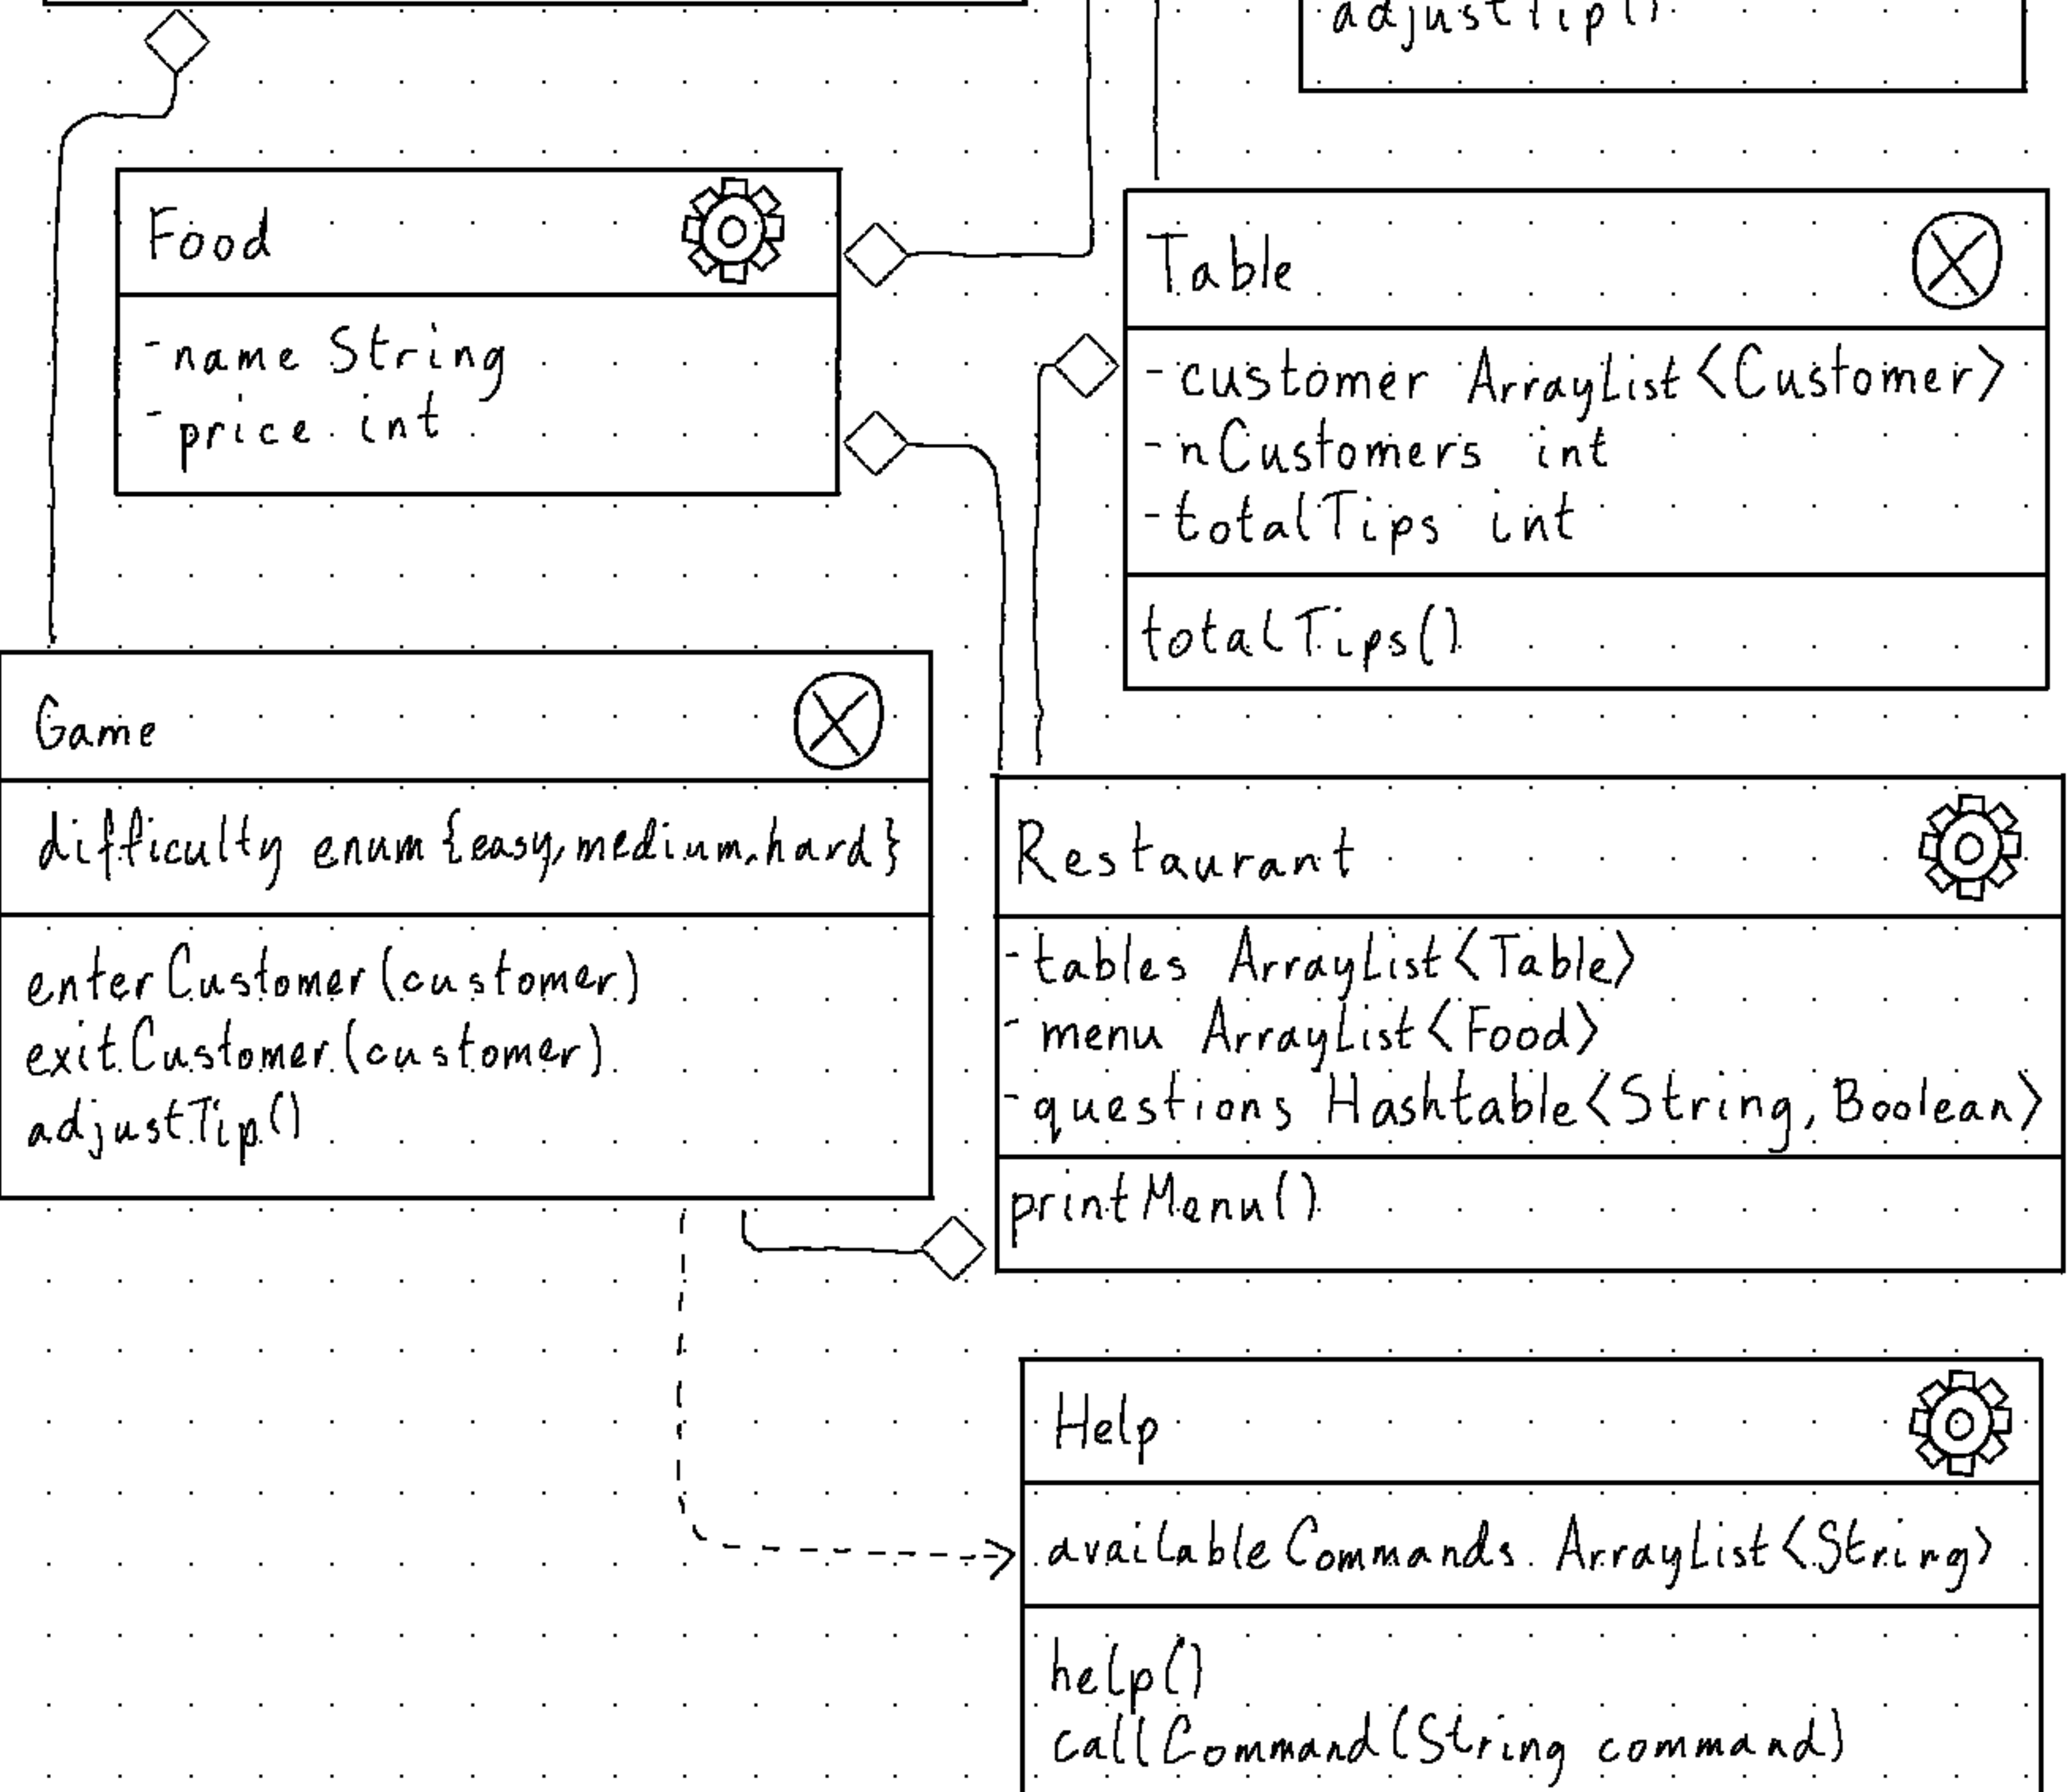 adjustTip()
Food
-name String
-price int
Table
-customer ArrayList<Customer>
-nCustomers int
-totalTips int
totalTips()
Game
difficulty enum {easy, medium, hard}
enterCustomer(customer)
exitCustomer(customer)
adjustTip()
Restaurant
-tables ArrayList<Table>
-menu ArrayList<Food>
-questions Hashtable<String, Boolean>
printMenu()
Help
availableCommands ArrayList<String>
help()
callCommand(String command)